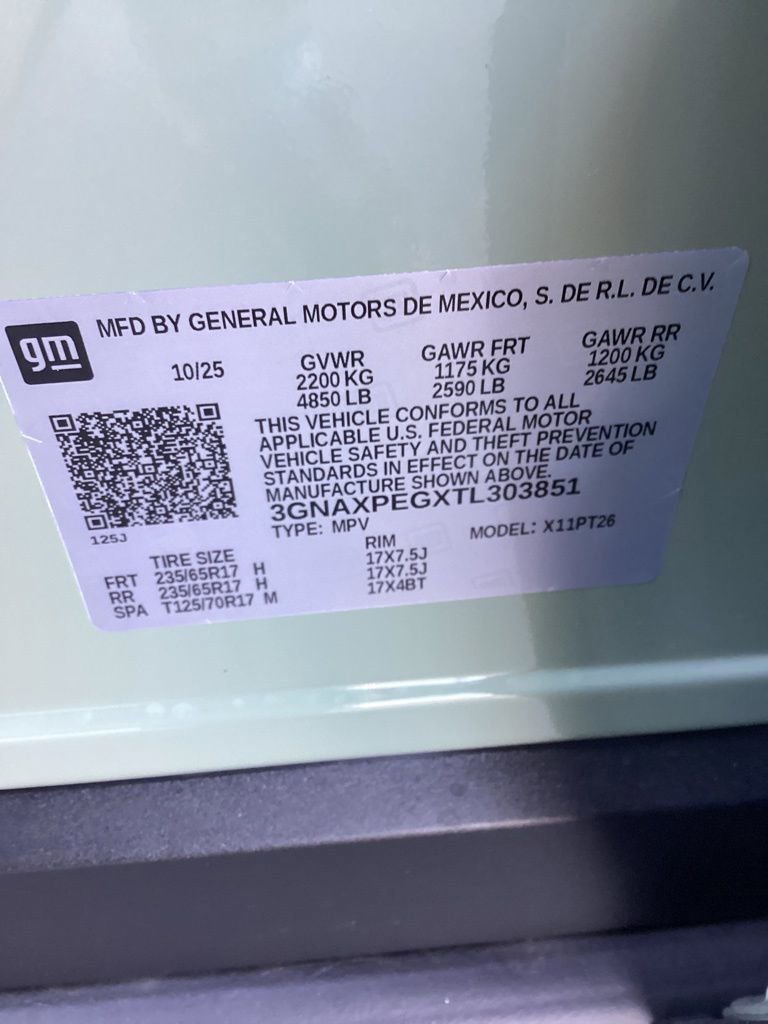 gm
MFD BY GENERAL MOTORS DE MEXICO, S. DE R.L. DE C.V.
10/25 GVWR GAWR FRT GAWR RR
2200 KG 1175 KG 1200 KG
4850 LB 2590 LB 2645 LB
THIS VEHICLE CONFORMS TO ALL
APPLICABLE U.S. FEDERAL MOTOR
VEHICLE SAFETY AND THEFT PREVENTION
STANDARDS IN EFFECT ON THE DATE OF
MANUFACTURE SHOWN ABOVE.
3GNAXPEGXTL303851
TYPE: MPV MODEL: X11PT26
125J
TIRE SIZE RIM
FRT 235/65R17 H 17X7.5J
RR 235/65R17 H 17X7.5J
SPA T125/70R17 M 17X4BT